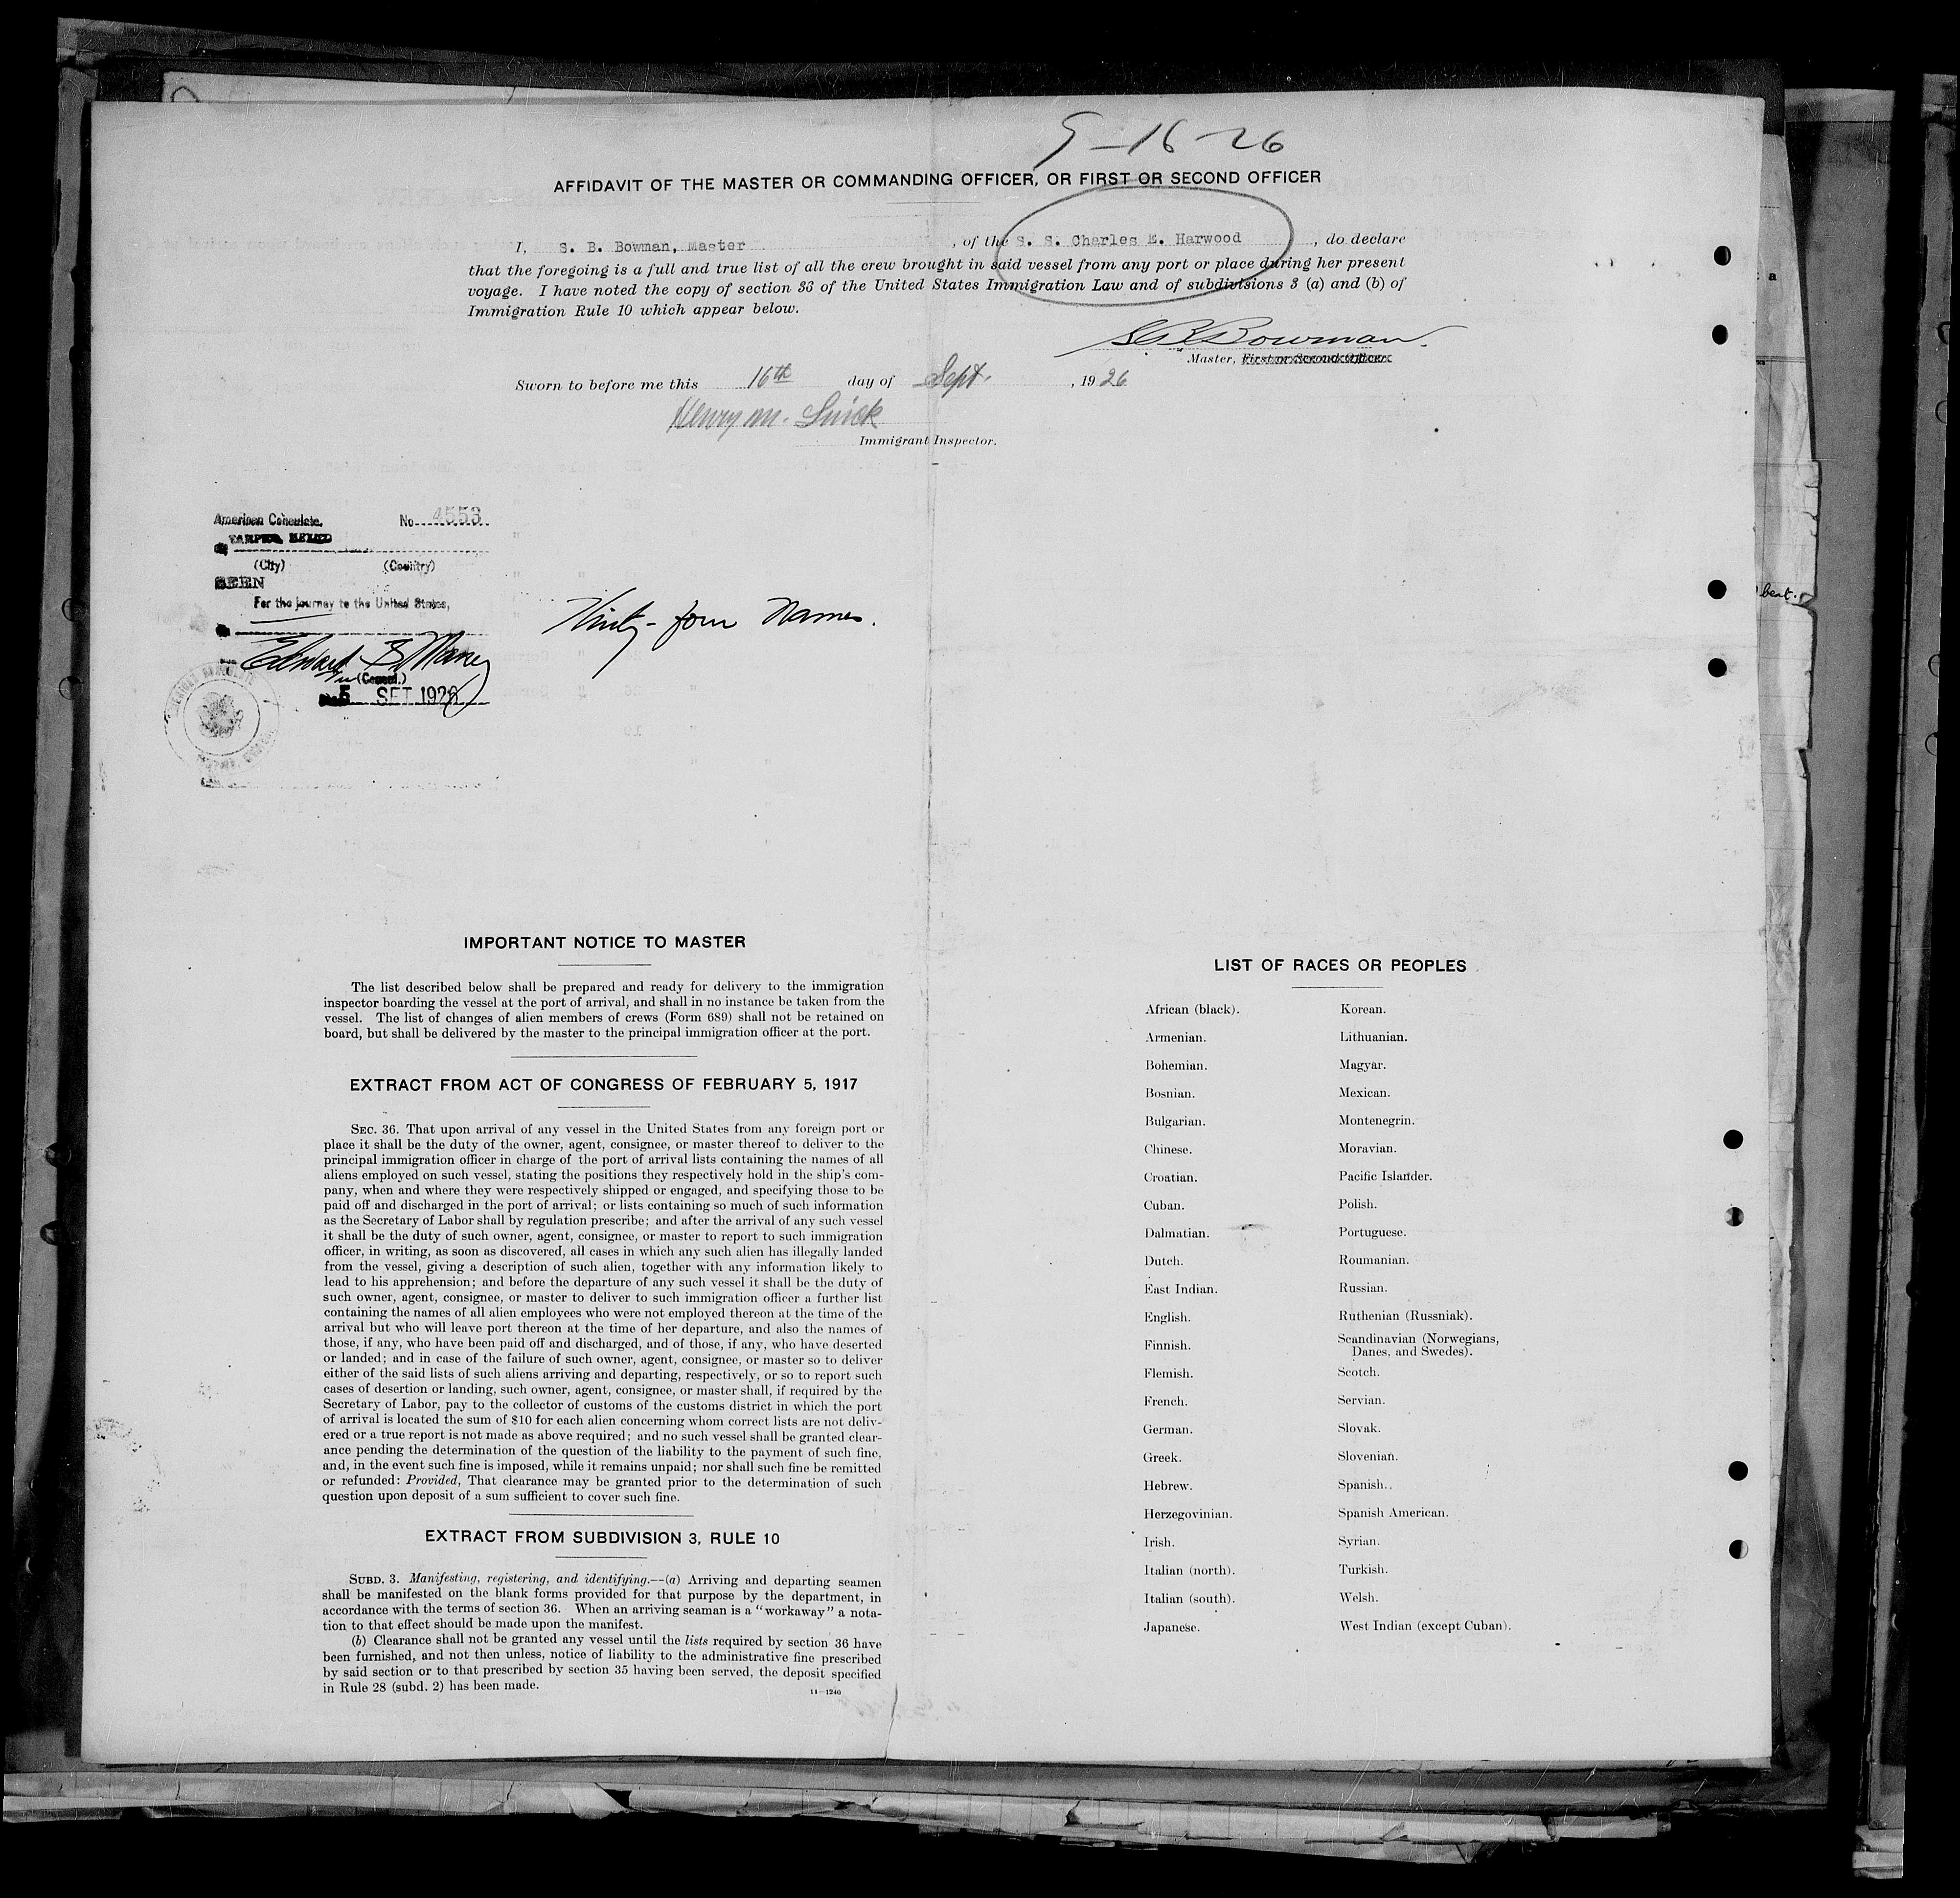 9-16-26
AFFIDAVIT OF THE MASTER OR COMMANDING OFFICER, OR FIRST OR SECOND OFFICER
I, S. B. Bowman, Master , of the S. S. Charles E. Harwood , do declare
that the foregoing is a full and true list of all the crew brought in said vessel from any port or place during her present
voyage. I have noted the copy of section 36 of the United States Immigration Law and of subdivisions 3 (a) and (b) of
Immigration Rule 10 which appear below.
S B Bowman.
Master, First or Second Officer.
Sworn to before me this 16th day of Sept. , 19 26
Henry M.
Immigrant Inspector.
American Consulate. No 4553
TAMPICO, MEXICO
(City) (Country)
SEEN
For the journey to the United States,
Thirty-four Names.
Edward B. Maney
(Consul.)
5 SET 1926
IMPORTANT NOTICE TO MASTER
The list described below shall be prepared and ready for delivery to the immigration
inspector boarding the vessel at the port of arrival, and shall in no instance be taken from the
vessel. The list of changes of alien members of crews (Form 689) shall not be retained on
board, but shall be delivered by the master to the principal immigration officer at the port.
EXTRACT FROM ACT OF CONGRESS OF FEBRUARY 5, 1917
SEC. 36. That upon arrival of any vessel in the United States from any foreign port or
place it shall be the duty of the owner, agent, consignee, or master thereof to deliver to the
principal immigration officer in charge of the port of arrival lists containing the names of all
aliens employed on such vessel, stating the positions they respectively hold in the ship's com-
pany, when and where they were respectively shipped or engaged, and specifying those to be
paid off and discharged in the port of arrival; or lists containing so much of such information
as the Secretary of Labor shall by regulation prescribe; and after the arrival of any such vessel
it shall be the duty of such owner, agent, consignee, or master to report to such immigration
officer, in writing, as soon as discovered, all cases in which any such alien has illegally landed
from the vessel, giving a description of such alien, together with any information likely to
lead to his apprehension; and before the departure of any such vessel it shall be the duty of
such owner, agent, consignee, or master to deliver to such immigration officer a further list
containing the names of all alien employees who were not employed thereon at the time of the
arrival but who will leave port thereon at the time of her departure, and also the names of
those, if any, who have been paid off and discharged, and of those, if any, who have deserted
or landed; and in case of the failure of such owner, agent, consignee, or master so to deliver
either of the said lists of such aliens arriving and departing, respectively, or so to report such
cases of desertion or landing, such owner, agent, consignee, or master shall, if required by the
Secretary of Labor, pay to the collector of customs of the customs district in which the port
of arrival is located the sum of $10 for each alien concerning whom correct lists are not deliv-
ered or a true report is not made as above required; and no such vessel shall be granted clear-
ance pending the determination of the question of the liability to the payment of such fine,
and, in the event such fine is imposed, while it remains unpaid; nor shall such fine be remitted
or refunded: Provided, That clearance may be granted prior to the determination of such
question upon deposit of a sum sufficient to cover such fine.
EXTRACT FROM SUBDIVISION 3, RULE 10
SUBD. 3. Manifesting, registering, and identifying.--(a) Arriving and departing seamen
shall be manifested on the blank forms provided for that purpose by the department, in
accordance with the terms of section 36. When an arriving seaman is a "workaway" a nota-
tion to that effect should be made upon the manifest.
(b) Clearance shall not be granted any vessel until the lists required by section 36 have
been furnished, and not then unless, notice of liability to the administrative fine prescribed
by said section or to that prescribed by section 35 having been served, the deposit specified
in Rule 28 (subd. 2) has been made.
11-1246
LIST OF RACES OR PEOPLES
African (black). Korean.
Armenian. Lithuanian.
Bohemian. Magyar.
Bosnian. Mexican.
Bulgarian. Montenegrin.
Chinese. Moravian.
Croatian. Pacific Islander.
Cuban. Polish.
Dalmatian. Portuguese.
Dutch. Roumanian.
East Indian. Russian.
English. Ruthenian (Russniak).
Finnish. Scandinavian (Norwegians,
Danes, and Swedes).
Flemish. Scotch.
French. Servian.
German. Slovak.
Greek. Slovenian.
Hebrew. Spanish.
Herzegovinian. Spanish American.
Irish. Syrian.
Italian (north). Turkish.
Italian (south). Welsh.
Japanese. West Indian (except Cuban).